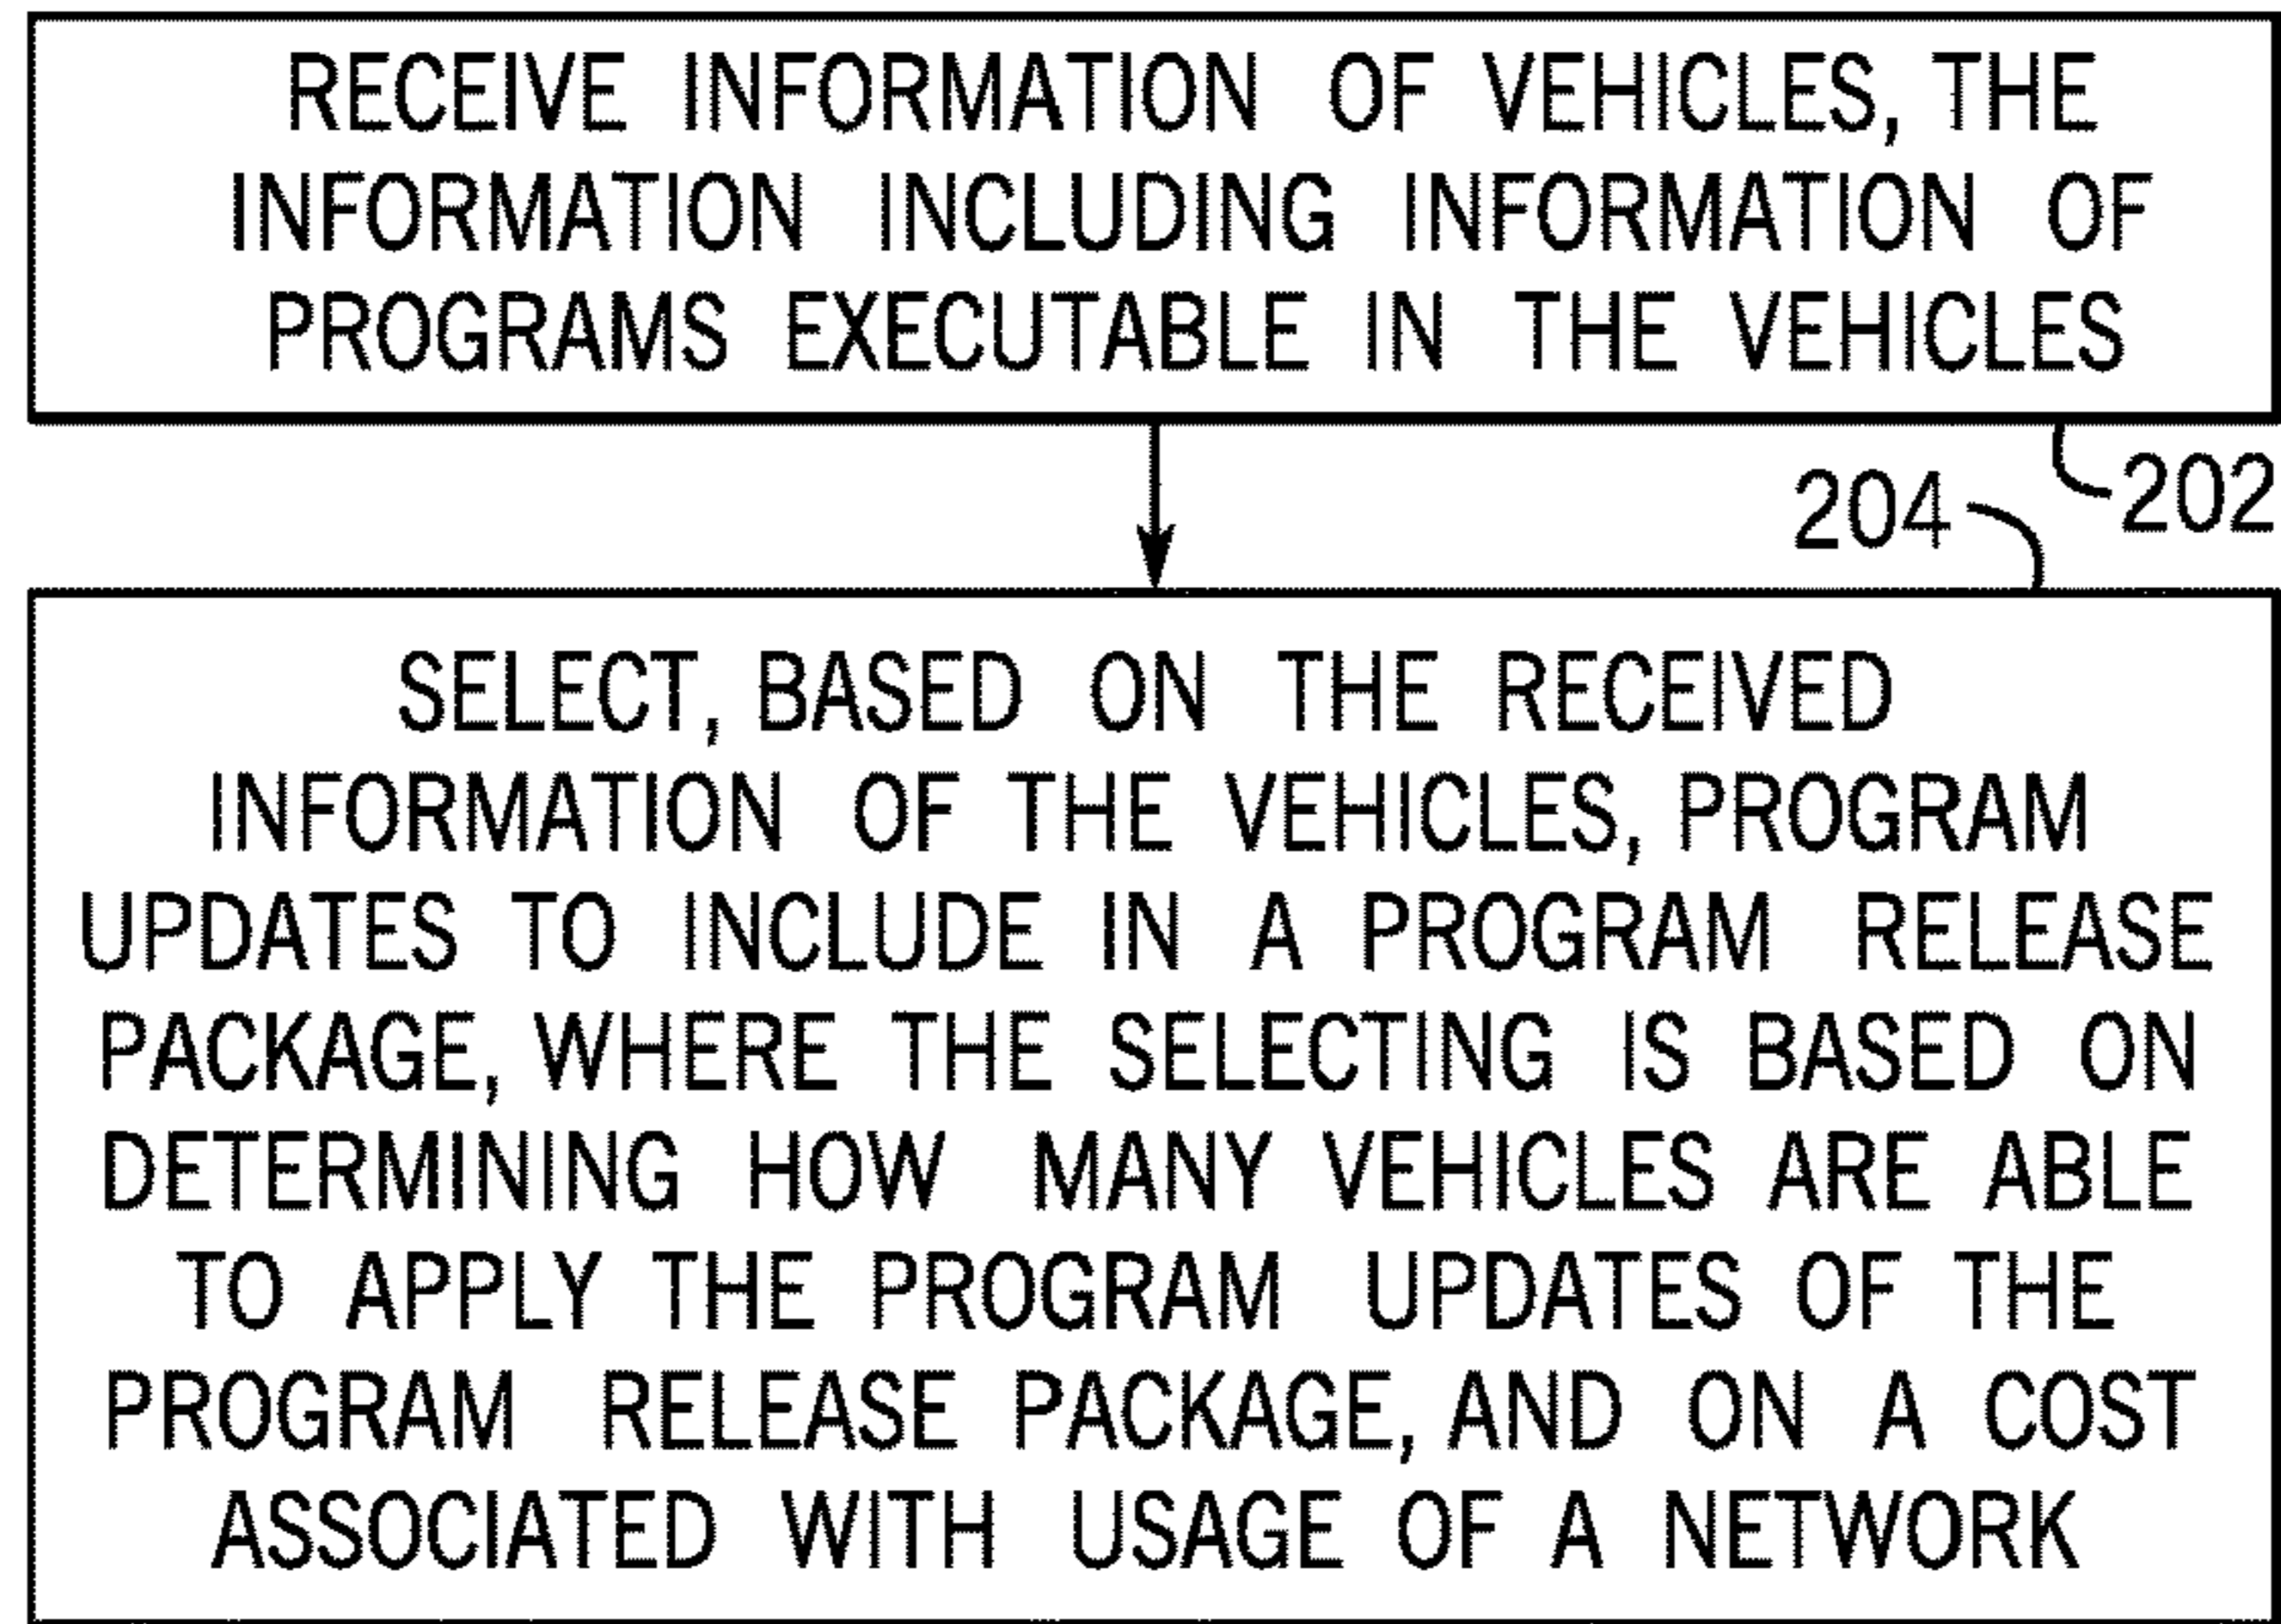 RECEIVE INFORMATION OF VEHICLES, THE
INFORMATION INCLUDING INFORMATION OF
PROGRAMS EXECUTABLE IN THE VEHICLES
202
204
SELECT, BASED ON THE RECEIVED
INFORMATION OF THE VEHICLES, PROGRAM
UPDATES TO INCLUDE IN A PROGRAM RELEASE
PACKAGE, WHERE THE SELECTING IS BASED ON
DETERMINING HOW MANY VEHICLES ARE ABLE
TO APPLY THE PROGRAM UPDATES OF THE
PROGRAM RELEASE PACKAGE, AND ON A COST
ASSOCIATED WITH USAGE OF A NETWORK